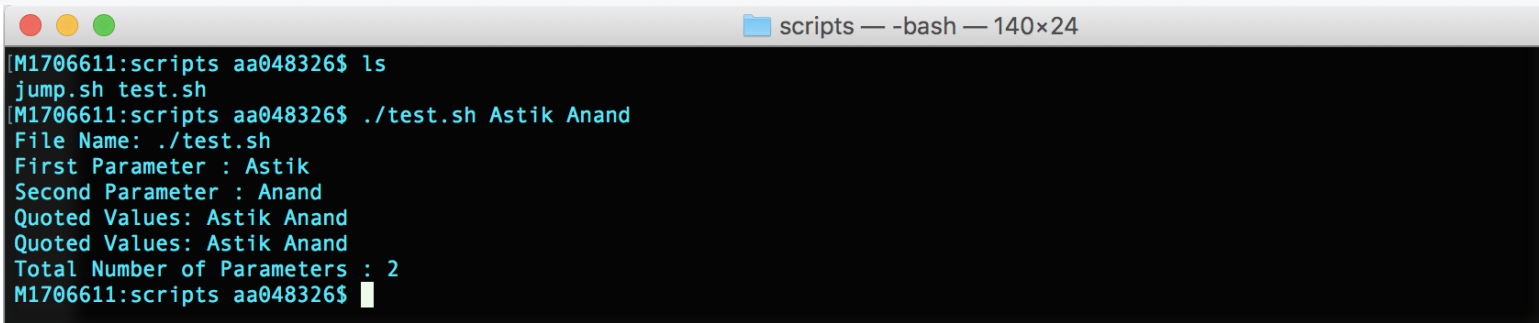 scripts — -bash — 140×24
[M1706611:scripts aa048326$ ls
jump.sh test.sh
[M1706611:scripts aa048326$ ./test.sh Astik Anand
File Name: ./test.sh
First Parameter : Astik
Second Parameter : Anand
Quoted Values: Astik Anand
Quoted Values: Astik Anand
Total Number of Parameters : 2
M1706611:scripts aa048326$